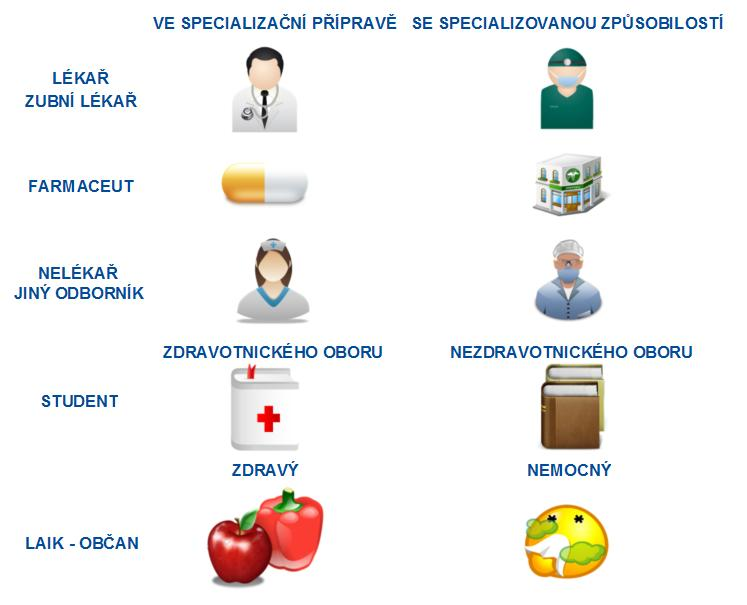 VE SPECIALIZAČNÍ PŘÍPRAVĚ SE SPECIALIZOVANOU ZPŮSOBILOSTÍ
LÉKAŘ
ZUBNÍ LÉKAŘ
FARMACEUT
NELÉKAŘ
JINÝ ODBORNÍK
ZDRAVOTNICKÉHO OBORU NEZDRAVOTNICKÉHO OBORU
STUDENT
ZDRAVÝ NEMOCNÝ
LAIK - OBČAN